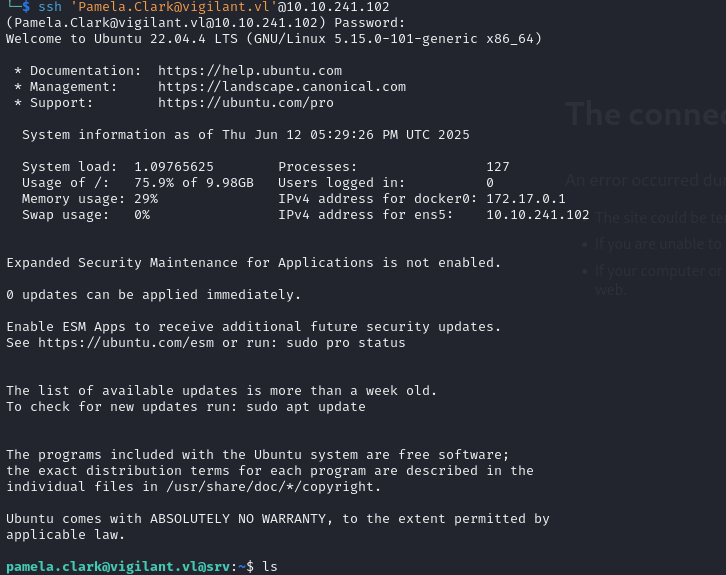 └─$ ssh 'Pamela.Clark@vigilant.vl'@10.10.241.102
(Pamela.Clark@vigilant.vl@10.10.241.102) Password:
Welcome to Ubuntu 22.04.4 LTS (GNU/Linux 5.15.0-101-generic x86_64)
* Documentation:  https://help.ubuntu.com
* Management:     https://landscape.canonical.com
* Support:        https://ubuntu.com/pro
The connec
System information as of Thu Jun 12 05:29:26 PM UTC 2025
System load:  1.09765625        Processes:                127
Usage of /:   75.9% of 9.98GB   Users logged in:          0
An error occurred du
Memory usage: 29%               IPv4 address for docker0: 172.17.0.1
Swap usage:   0%                IPv4 address for ens5:    10.10.241.102
The site could be te
• If you are unable to
Expanded Security Maintenance for Applications is not enabled.
• If your computer or
web.
0 updates can be applied immediately.
Enable ESM Apps to receive additional future security updates.
See https://ubuntu.com/esm or run: sudo pro status
The list of available updates is more than a week old.
To check for new updates run: sudo apt update
The programs included with the Ubuntu system are free software;
the exact distribution terms for each program are described in the
individual files in /usr/share/doc/*/copyright.
Ubuntu comes with ABSOLUTELY NO WARRANTY, to the extent permitted by
applicable law.
pamela.clark@vigilant.vl@srv:~$ ls